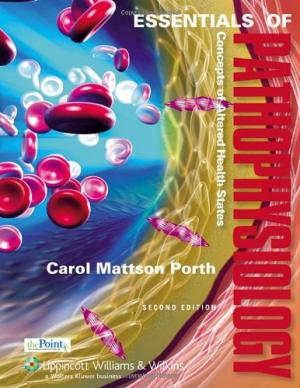 ESSENTIALS OF
PATHOPHYSIOLOGY
Concepts of Altered Health States
Carol Mattson Porth
SECOND EDITION
thePoint
Lippincott Williams & Wilkins
a Wolters Kluwer business